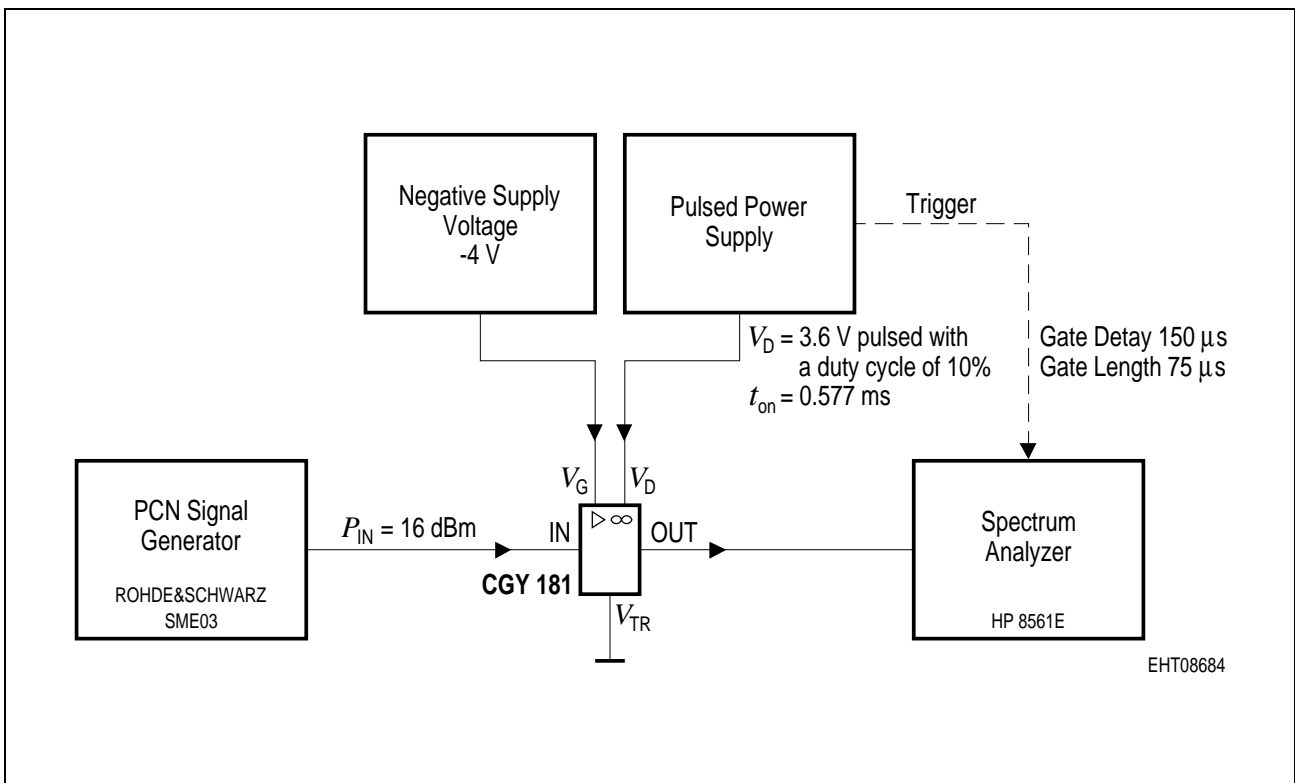 Negative Supply
Voltage
-4 V
Pulsed Power
Supply
Trigger
V_D = 3.6 V pulsed with
a duty cycle of 10%
t_on = 0.577 ms
Gate Detay 150 μs
Gate Length 75 μs
PCN Signal
Generator
ROHDE&SCHWARZ
SME03
P_IN = 16 dBm
V_G
V_D
IN
▷ ∞
OUT
CGY 181
V_TR
Spectrum
Analyzer
HP 8561E
EHT08684